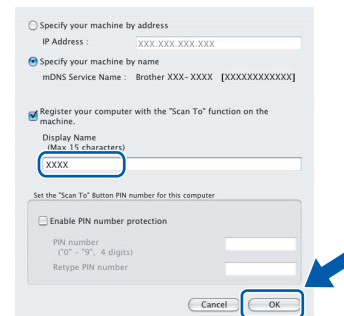 Specify your machine by address
IP Address : XXX.XXX.XXX.XXX
Specify your machine by name
mDNS Service Name : Brother XXX- XXXX [XXXXXXXXXXXX]
Register your computer with the "Scan To" function on the
machine.
Display Name
(Max 15 characters)
XXXX
Set the "Scan To" Button PIN number for this computer
Enable PIN number protection
PIN number
("0" - "9", 4 digits)
Retype PIN number
Cancel OK